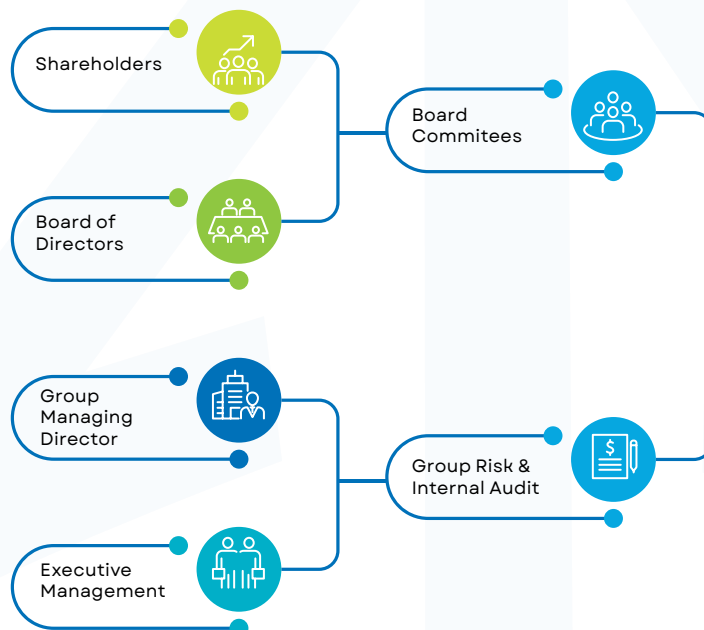 Shareholders
Board
Commitees
Board of
Directors
Group
Managing
Director
Group Risk &
Internal Audit
Executive
Management
$